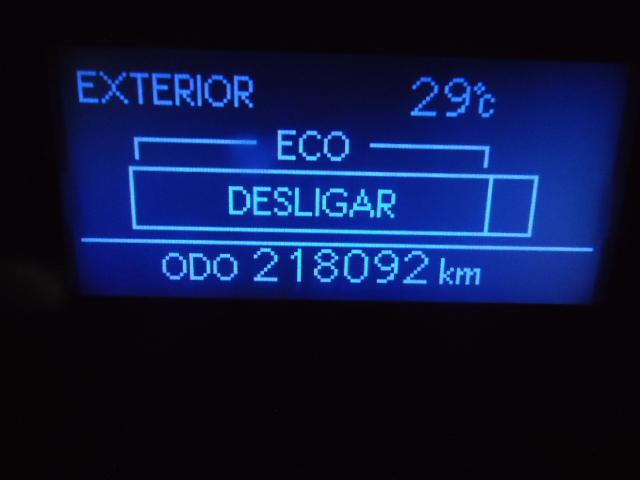 EXTERIOR 29°C
ECO
DESLIGAR
ODO 218092 km